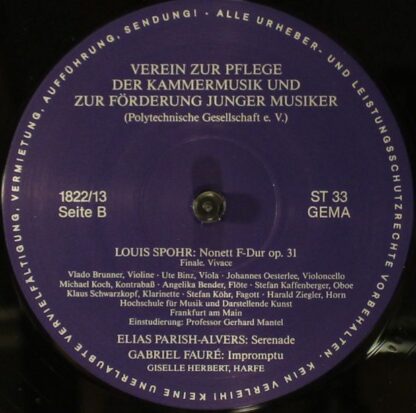 ALLE URHEBER- UND LEISTUNGSSCHUTZRECHTE VORBEHALTEN. KEIN VERLEIH! KEINE UNERLAUBTE VERVIELFÄLTIGUNG, VERMIETUNG, AUFFÜHRUNG, SENDUNG! ·
VEREIN ZUR PFLEGE
DER KAMMERMUSIK UND
ZUR FÖRDERUNG JUNGER MUSIKER
(Polytechnische Gesellschaft e. V.)
1822/13
Seite B
ST 33
GEMA
LOUIS SPOHR: Nonett F-Dur op. 31
Finale. Vivace
Vlado Brunner, Violine · Ute Binz, Viola · Johannes Oesterlee, Violoncello
Michael Koch, Kontrabaß · Angelika Bender, Flöte · Stefan Kaffenberger, Oboe
Klaus Schwarzkopf, Klarinette · Stefan Köhr, Fagott · Harald Ziegler, Horn
Hochschule für Musik und Darstellende Kunst
Frankfurt am Main
Einstudierung: Professor Gerhard Mantel
ELIAS PARISH-ALVERS: Serenade
GABRIEL FAURÉ: Impromptu
GISELLE HERBERT, HARFE